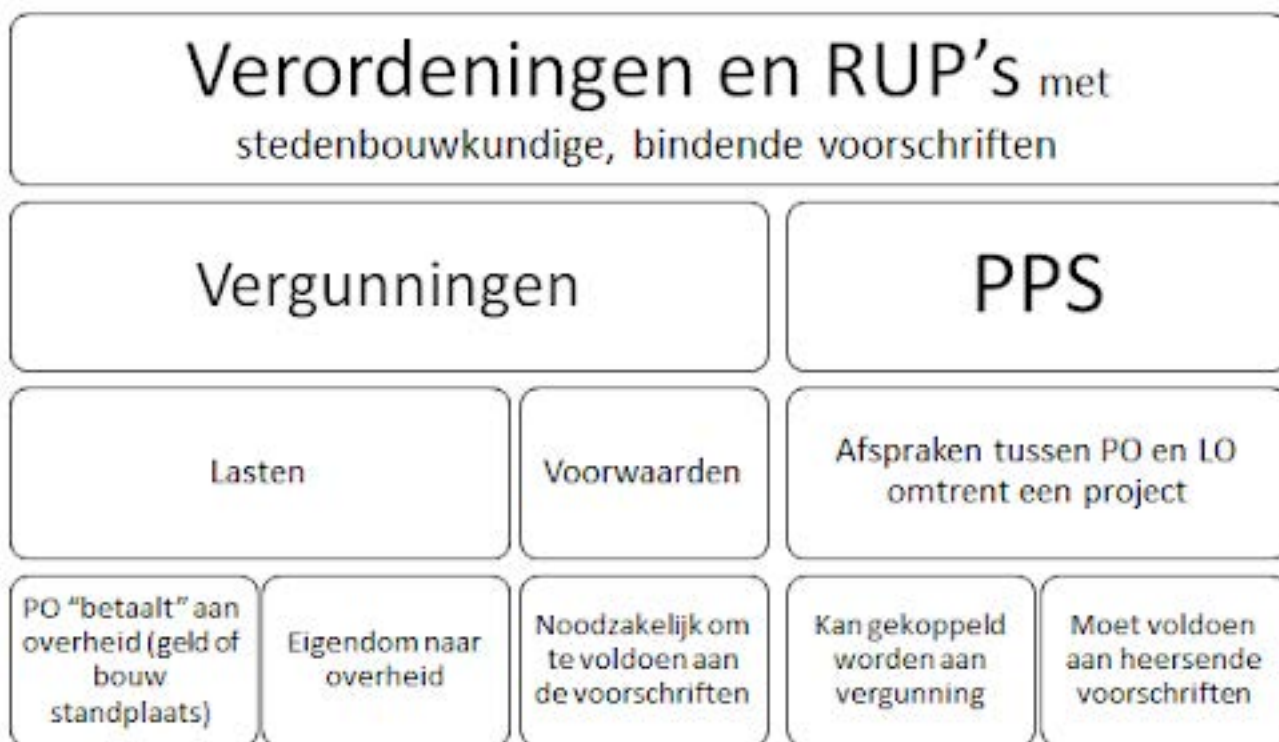 Verordeningen en RUP's met
stedenbouwkundige, bindende voorschriften
Vergunningen
PPS
Lasten
Voorwaarden
Afspraken tussen PO en LO
omtrent een project
PO "betaalt" aan
overheid (geld of
bouw
standplaats)
Eigendom naar
overheid
Noodzakelijk om
te voldoen aan
de voorschriften
Kan gekoppeld
worden aan
vergunning
Moet voldoen
aan heersende
voorschriften